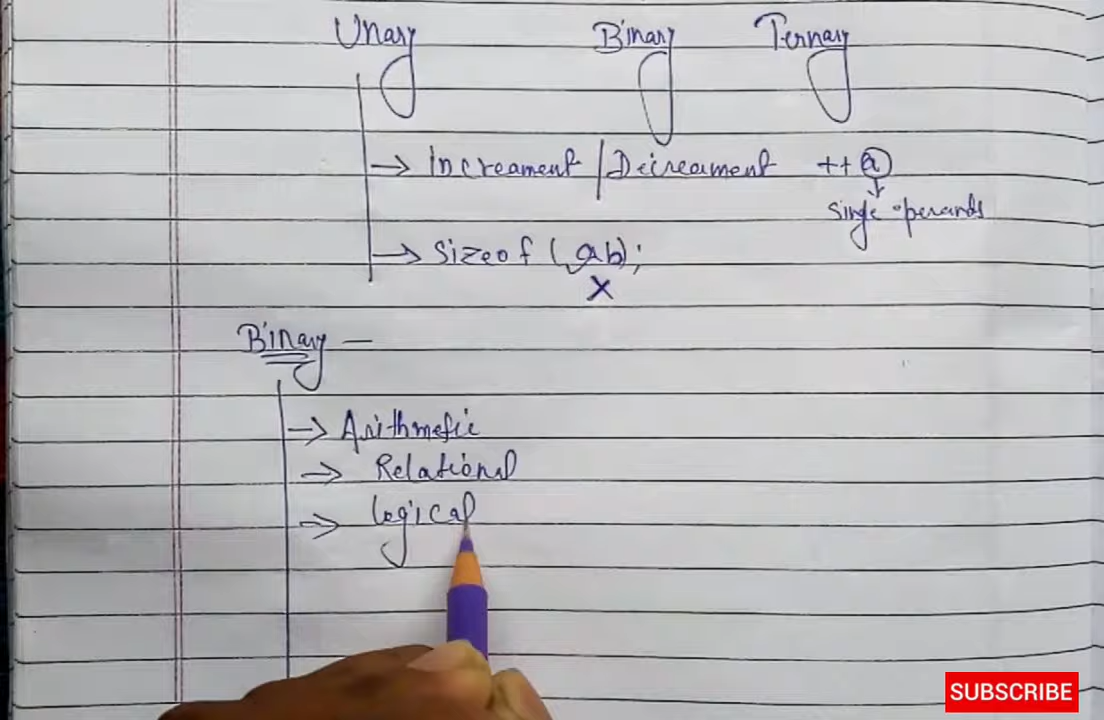 Unary Binary Ternary
→ Increament / Decreament ++a
single operands
→ Sizeof (ab);
X
Binary —
→ Arithmetic
→ Relational
→ Logical
SUBSCRIBE